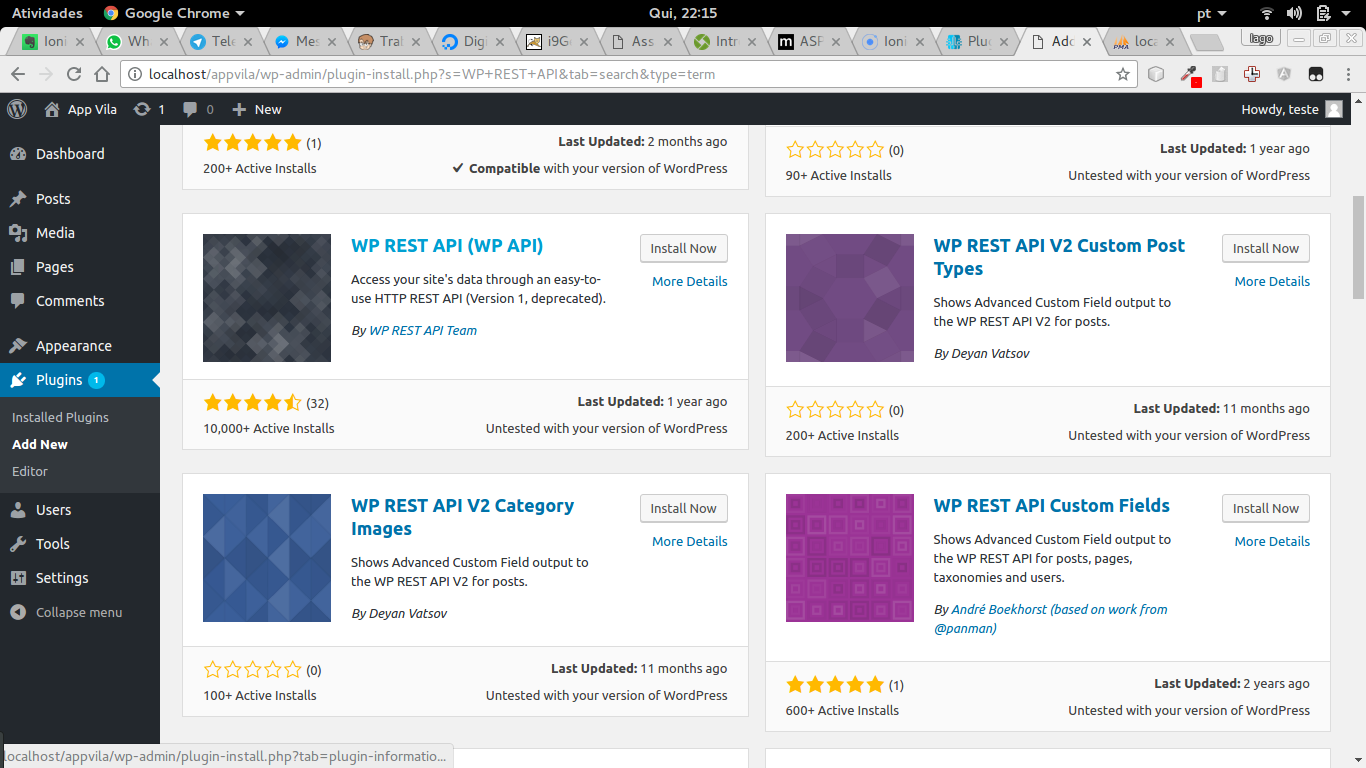 Atividades
Google Chrome
Qui, 22:15
pt
Ioni
Wh
Tele
Mes
Tral
Digi
i9Ge
Ass
Intr
ASP
Ioni
Plug
Adc
loca
Iago
localhost/appvila/wp-admin/plugin-install.php?s=WP+REST+API&tab=search&type=term
App Vila
1
0
New
Howdy, teste
Dashboard
Posts
Media
Pages
Comments
Appearance
Plugins 1
Installed Plugins
Add New
Editor
Users
Tools
Settings
Collapse menu
(1)
Last Updated: 2 months ago
200+ Active Installs
Compatible with your version of WordPress
(0)
Last Updated: 1 year ago
90+ Active Installs
Untested with your version of WordPress
WP REST API (WP API)
Install Now
More Details
Access your site's data through an easy-to-
use HTTP REST API (Version 1, deprecated).
By WP REST API Team
(32)
Last Updated: 1 year ago
10,000+ Active Installs
Untested with your version of WordPress
WP REST API V2 Custom Post
Types
Install Now
More Details
Shows Advanced Custom Field output to
the WP REST API V2 for posts.
By Deyan Vatsov
(0)
Last Updated: 11 months ago
200+ Active Installs
Untested with your version of WordPress
WP REST API V2 Category
Images
Install Now
More Details
Shows Advanced Custom Field output to
the WP REST API V2 for posts.
By Deyan Vatsov
(0)
Last Updated: 11 months ago
100+ Active Installs
Untested with your version of WordPress
WP REST API Custom Fields
Install Now
More Details
Shows Advanced Custom Field output to
the WP REST API for posts, pages,
taxonomies and users.
By André Boekhorst (based on work from
@panman)
(1)
Last Updated: 2 years ago
600+ Active Installs
Untested with your version of WordPress
localhost/appvila/wp-admin/plugin-install.php?tab=plugin-informatio...